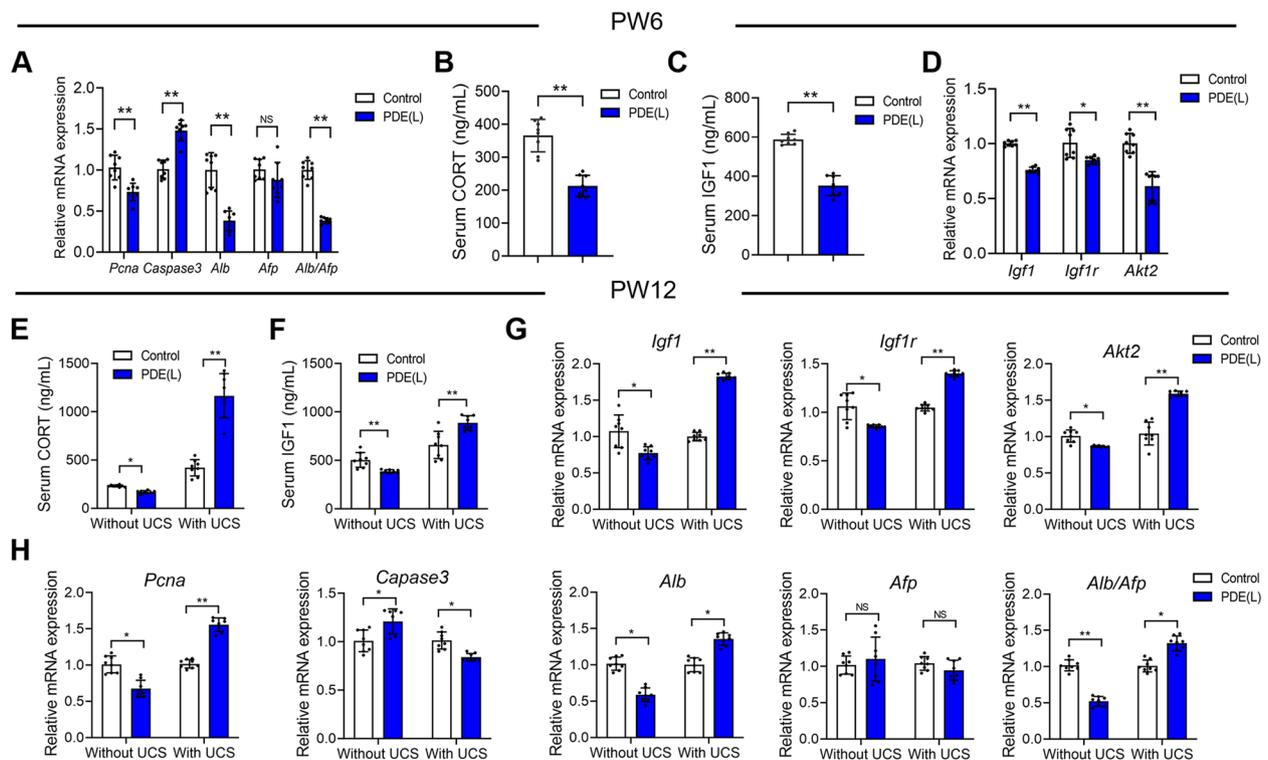 PW6
A
Relative mRNA expression
2.0
1.5
1.0
0.5
0.0
**
**
**
NS
**
Control
PDE(L)
Pcna Caspase3 Alb Afp Alb/Afp
B
Serum CORT (ng/mL)
500
400
300
200
100
0
**
Control
PDE(L)
C
Serum IGF1 (ng/mL)
800
600
400
200
0
**
Control
PDE(L)
D
Relative mRNA expression
1.5
1.0
0.5
0.0
**
*
**
Control
PDE(L)
Igf1 Igf1r Akt2
PW12
E
Serum CORT (ng/mL)
1500
1000
500
0
*
**
Control
PDE(L)
Without UCS With UCS
F
Serum IGF1 (ng/mL)
1500
1000
500
0
**
**
Control
PDE(L)
Without UCS With UCS
G
Igf1
Relative mRNA expression
2.0
1.5
1.0
0.5
0.0
*
**
Without UCS With UCS
Igf1r
Relative mRNA expression
1.5
1.0
0.5
0.0
*
**
Without UCS With UCS
Akt2
Relative mRNA expression
2.0
1.5
1.0
0.5
0.0
*
**
Without UCS With UCS
Control
PDE(L)
H
Pcna
Relative mRNA expression
2.0
1.5
1.0
0.5
0.0
*
**
Without UCS With UCS
Capase3
Relative mRNA expression
1.5
1.0
0.5
0.0
*
*
Without UCS With UCS
Alb
Relative mRNA expression
2.0
1.5
1.0
0.5
0.0
*
*
Without UCS With UCS
Afp
Relative mRNA expression
2.0
1.5
1.0
0.5
0.0
NS
NS
Without UCS With UCS
Alb/Afp
Relative mRNA expression
2.0
1.5
1.0
0.5
0.0
**
*
Without UCS With UCS
Control
PDE(L)